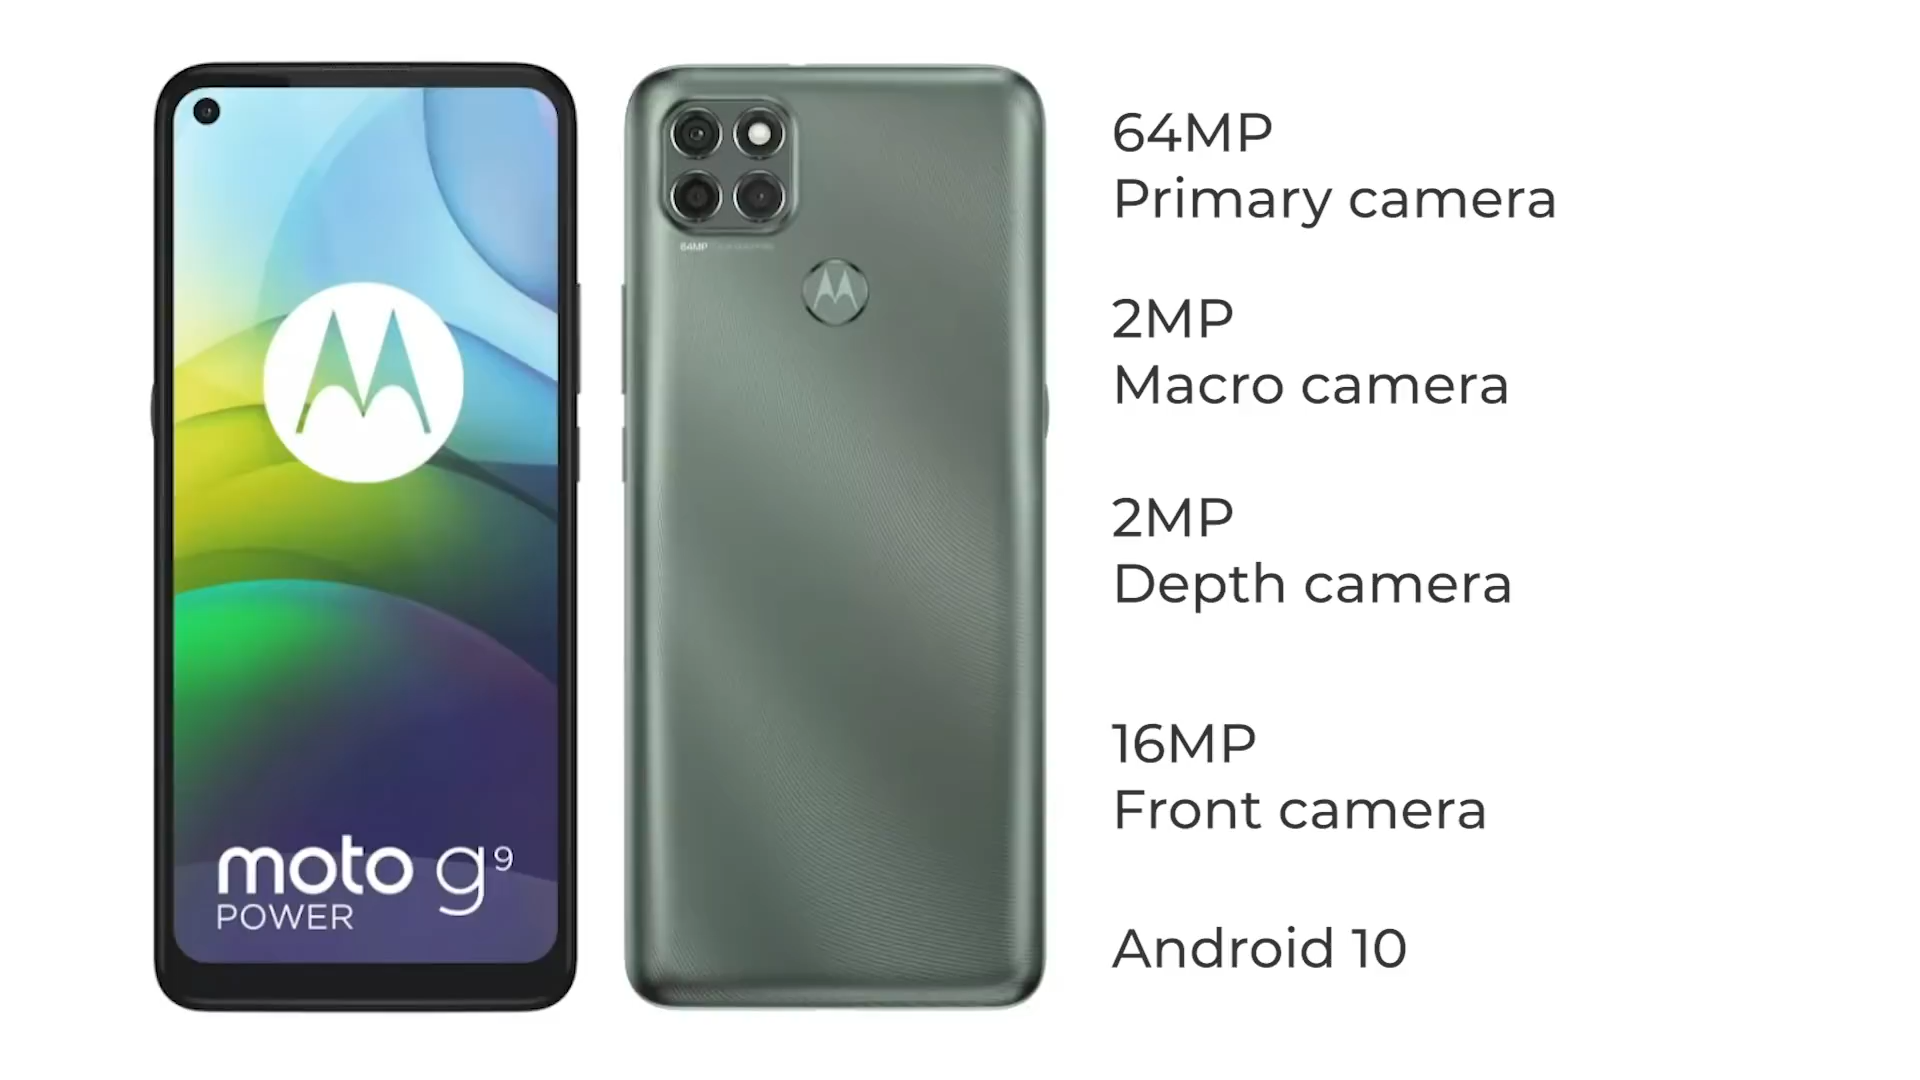 64MP
Primary camera
2MP
Macro camera
2MP
Depth camera
16MP
Front camera
Android 10
moto g9
POWER
64MP